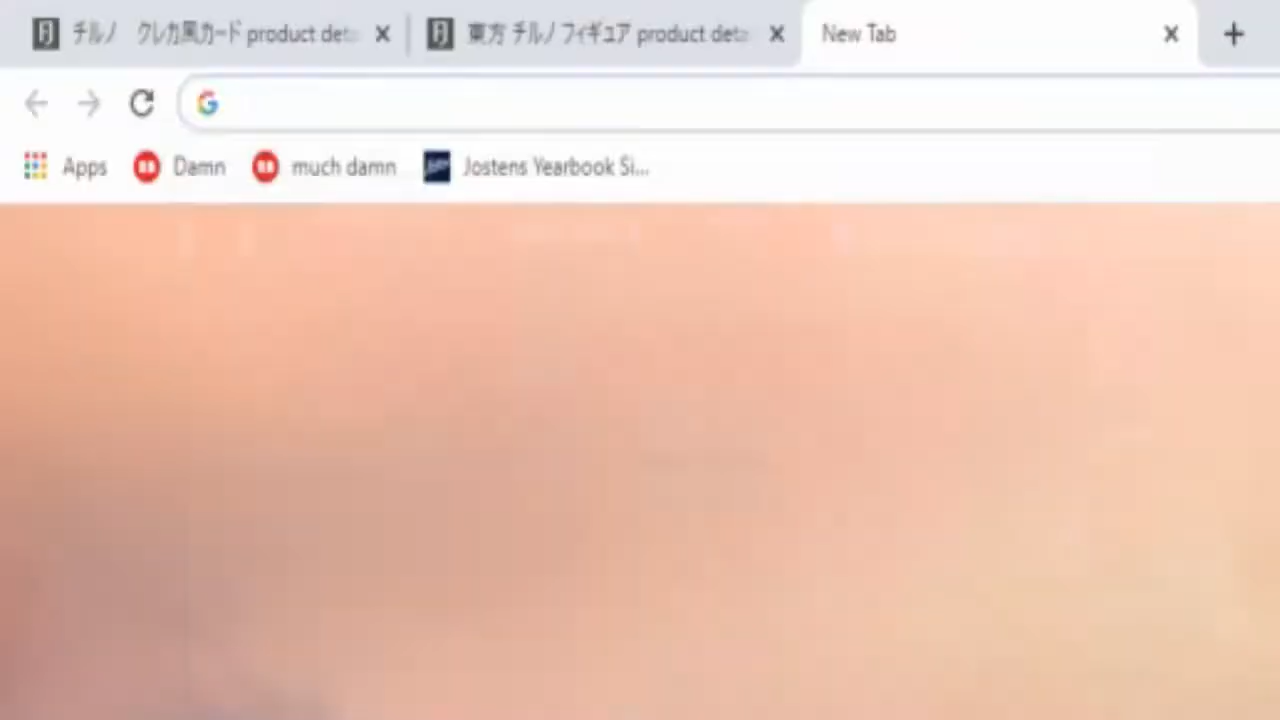 チルノ クレカ風カード product deta
東方 チルノ フィギュア product deta
New Tab
Apps
Damn
much damn
Jostens Yearbook Si...